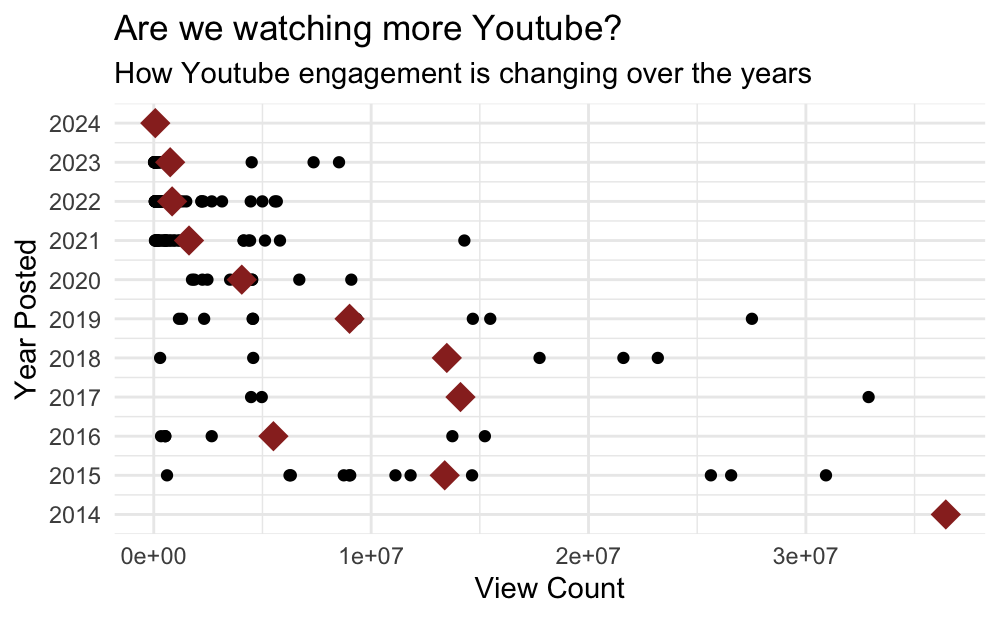 Are we watching more Youtube?
How Youtube engagement is changing over the years
Year Posted
2024
2023
2022
2021
2020
2019
2018
2017
2016
2015
2014
0e+00 1e+07 2e+07 3e+07
View Count